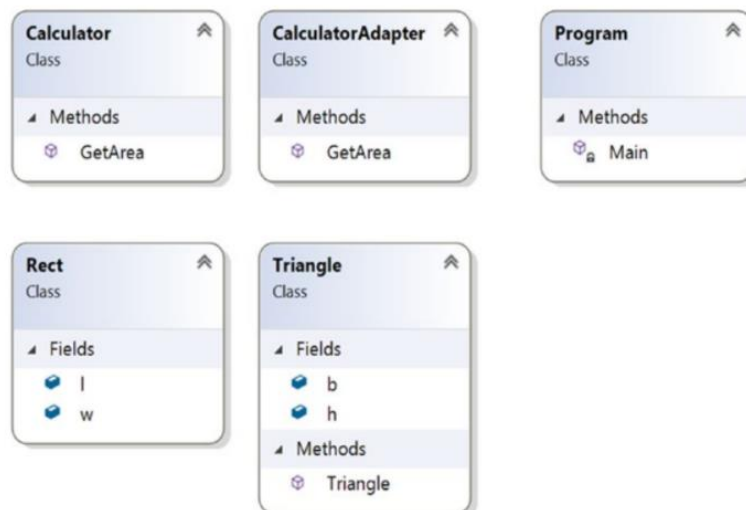 Calculator
Class
Methods
GetArea
CalculatorAdapter
Class
Methods
GetArea
Program
Class
Methods
Main
Rect
Class
Fields
l
w
Triangle
Class
Fields
b
h
Methods
Triangle